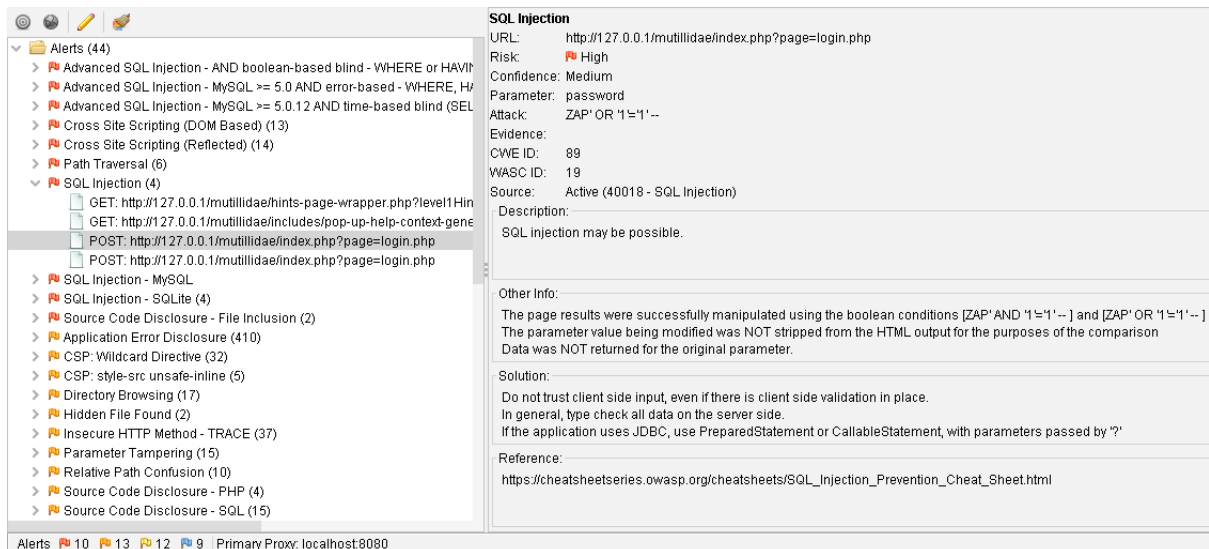 Alerts (44)
Advanced SQL Injection - AND boolean-based blind - WHERE or HAVIN
Advanced SQL Injection - MySQL >= 5.0 AND error-based - WHERE, HA
Advanced SQL Injection - MySQL >= 5.0.12 AND time-based blind (SEL
Cross Site Scripting (DOM Based) (13)
Cross Site Scripting (Reflected) (14)
Path Traversal (6)
SQL Injection (4)
GET: http://127.0.0.1/mutillidae/hints-page-wrapper.php?level1Hin
GET: http://127.0.0.1/mutillidae/includes/pop-up-help-context-gene
POST: http://127.0.0.1/mutillidae/index.php?page=login.php
POST: http://127.0.0.1/mutillidae/index.php?page=login.php
SQL Injection - MySQL
SQL Injection - SQLite (4)
Source Code Disclosure - File Inclusion (2)
Application Error Disclosure (410)
CSP: Wildcard Directive (32)
CSP: style-src unsafe-inline (5)
Directory Browsing (17)
Hidden File Found (2)
Insecure HTTP Method - TRACE (37)
Parameter Tampering (15)
Relative Path Confusion (10)
Source Code Disclosure - PHP (4)
Source Code Disclosure - SQL (15)
SQL Injection
URL: http://127.0.0.1/mutillidae/index.php?page=login.php
Risk: High
Confidence: Medium
Parameter: password
Attack: ZAP' OR '1'='1' --
Evidence:
CWE ID: 89
WASC ID: 19
Source: Active (40018 - SQL Injection)
Description:
SQL injection may be possible.
Other Info:
The page results were successfully manipulated using the boolean conditions [ZAP' AND '1'='1' -- ] and [ZAP' OR '1'='1' -- ]
The parameter value being modified was NOT stripped from the HTML output for the purposes of the comparison
Data was NOT returned for the original parameter.
Solution:
Do not trust client side input, even if there is client side validation in place.
In general, type check all data on the server side.
If the application uses JDBC, use PreparedStatement or CallableStatement, with parameters passed by '?'
Reference:
https://cheatsheetseries.owasp.org/cheatsheets/SQL_Injection_Prevention_Cheat_Sheet.html
Alerts 10 13 12 9 Primary Proxy: localhost:8080